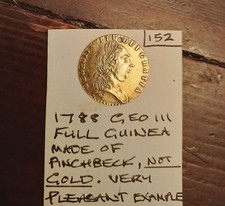 152
1788 GEO III
FULL GUINEA
MADE OF
PINCHBECK, NOT
GOLD. VERY
PLEASANT EXAMPLE